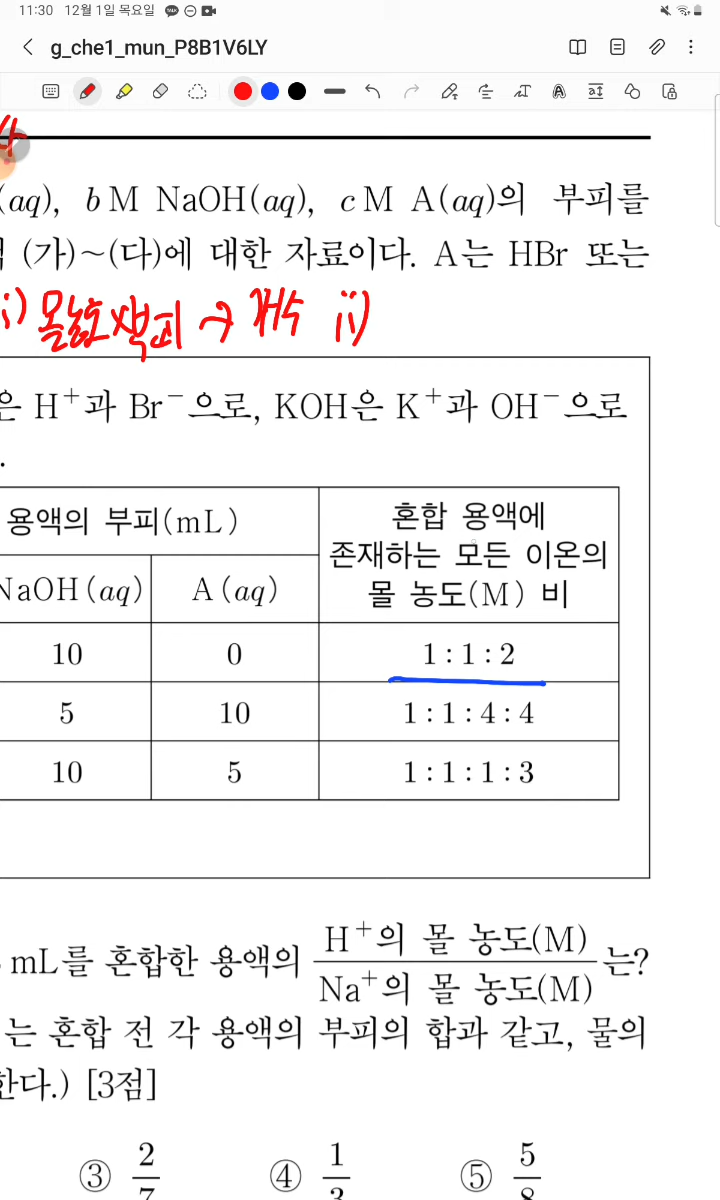 11:30 12월 1일 목요일
g_che1_mun_P8B1V6LY
(aq), b M NaOH(aq), c M A(aq)의 부피를
(가)~(다)에 대한 자료이다. A는 HBr 또는
i) 몰농도×부피 → 개수 ii)
은 H⁺과 Br⁻으로, KOH은 K⁺과 OH⁻으로
.
용액의 부피(mL)
혼합 용액에
존재하는 모든 이온의
몰 농도(M) 비
NaOH(aq) A(aq)
10 0 1 : 1 : 2
5 10 1 : 1 : 4 : 4
10 5 1 : 1 : 1 : 3
mL를 혼합한 용액의 H⁺의 몰 농도(M) / Na⁺의 몰 농도(M) 는?
는 혼합 전 각 용액의 부피의 합과 같고, 물의
한다.) [3점]
③ 2/7 ④ 1/3 ⑤ 5/8